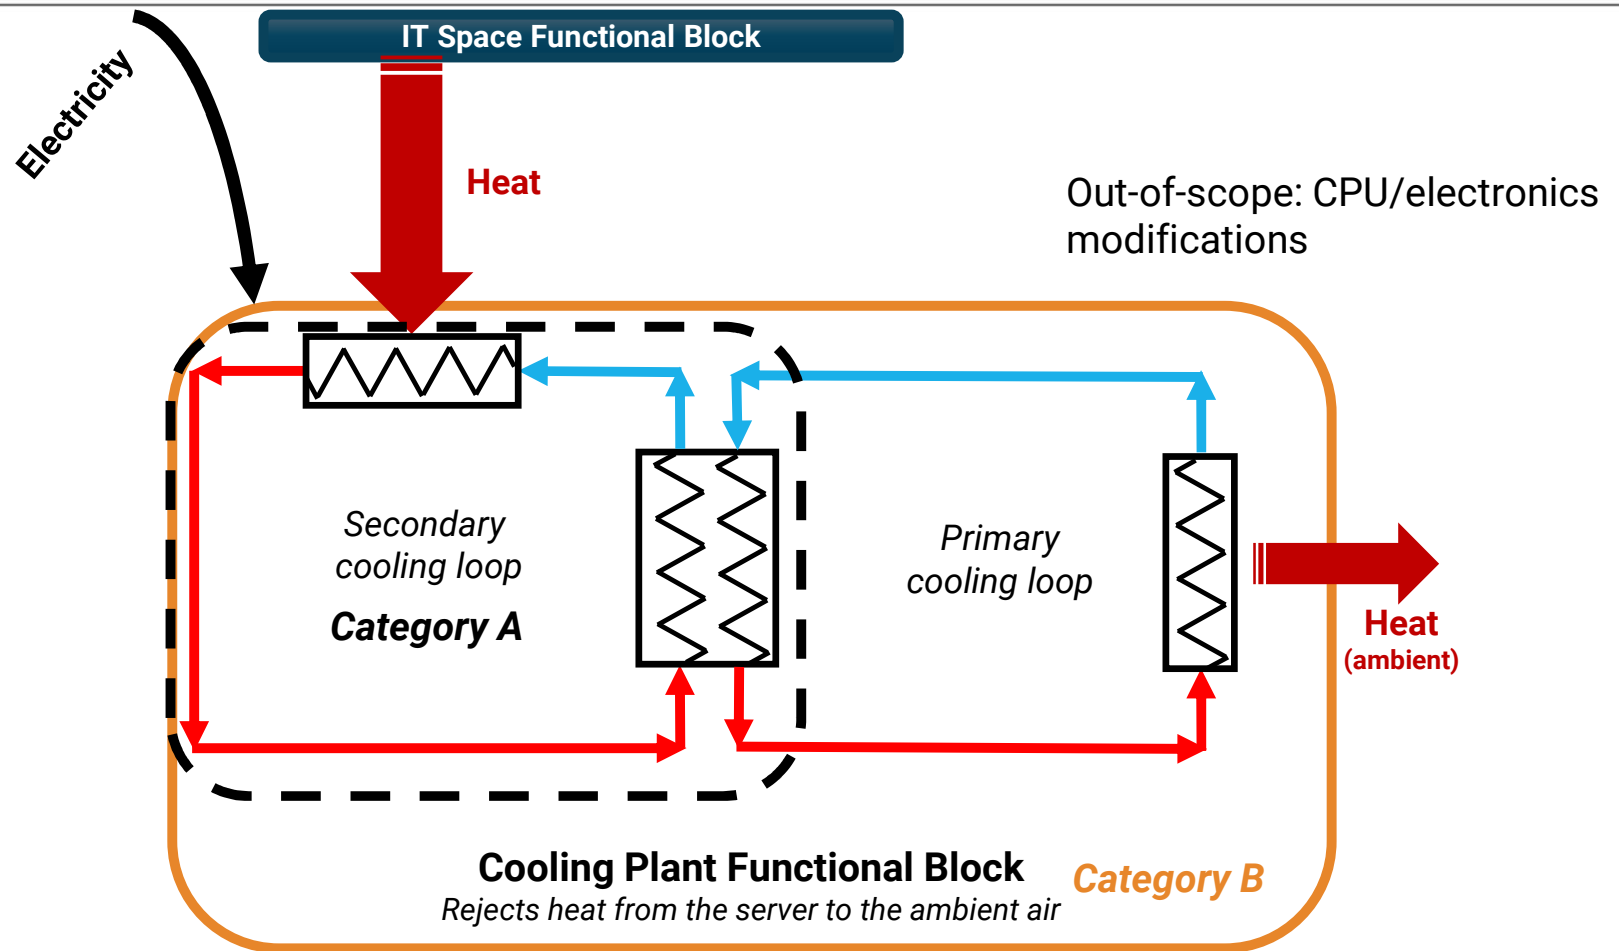 IT Space Functional Block
Electricity
Heat
Out-of-scope: CPU/electronics
modifications
Secondary
cooling loop
Category A
Primary
cooling loop
Heat
(ambient)
Cooling Plant Functional Block
Category B
Rejects heat from the server to the ambient air